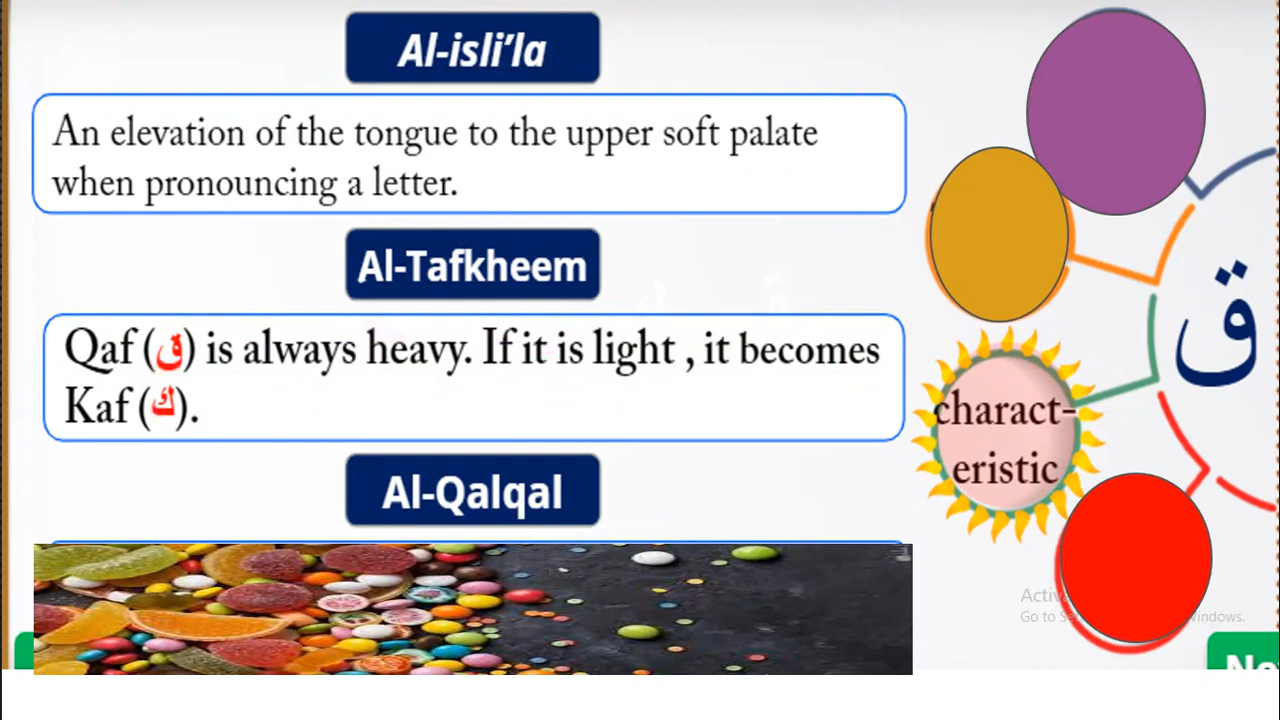 Al-isli’la
An elevation of the tongue to the upper soft palate
when pronouncing a letter.
Al-Tafkheem
Qaf (ق) is always heavy. If it is light , it becomes
Kaf (ك).
Al-Qalqal
charact-
eristic
ق